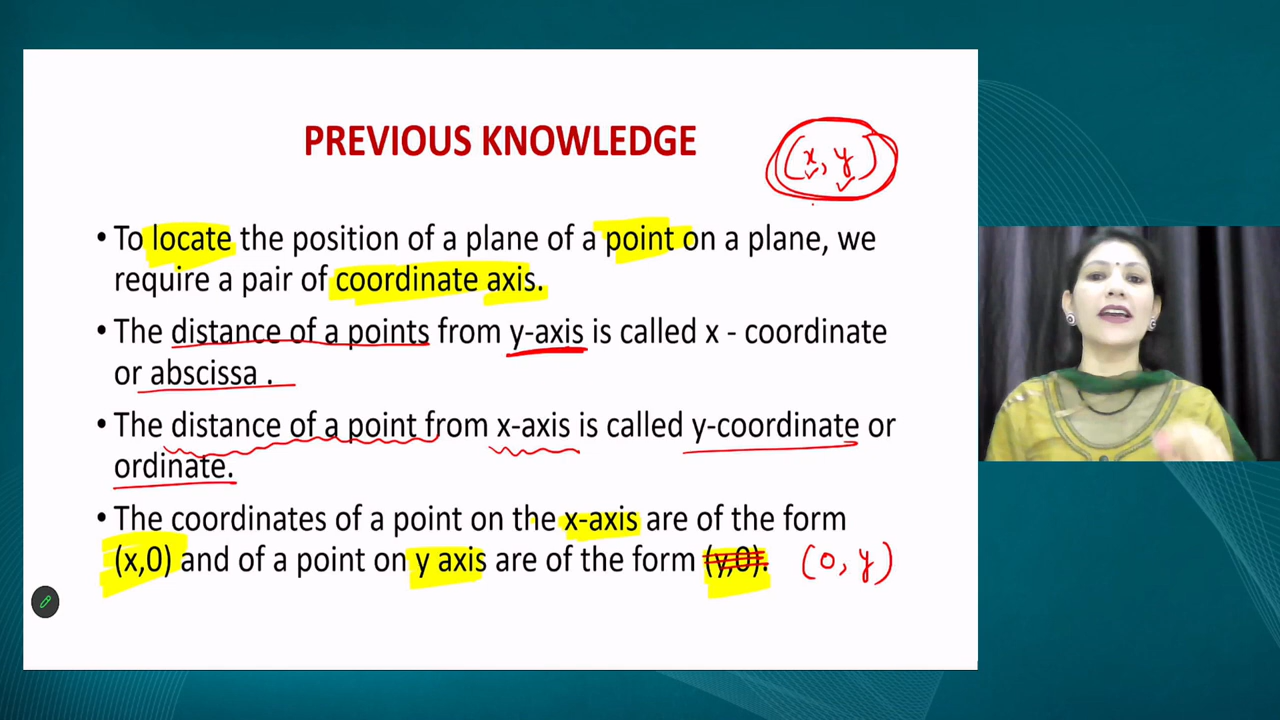 PREVIOUS KNOWLEDGE
(x, y)
• To locate the position of a plane of a point on a plane, we
require a pair of coordinate axis.
• The distance of a points from y-axis is called x - coordinate
or abscissa .
• The distance of a point from x-axis is called y-coordinate or
ordinate.
• The coordinates of a point on the x-axis are of the form
(x,0) and of a point on y axis are of the form (y,0). (0, y)